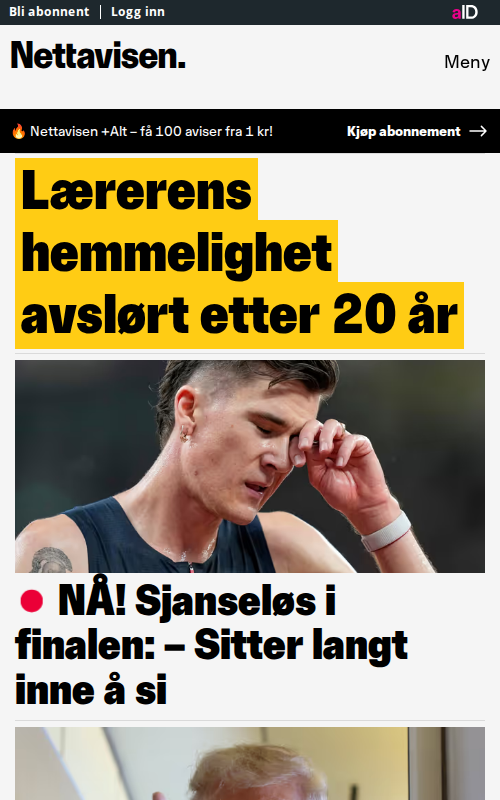 Bli abonnent | Logg inn
aID
Nettavisen.
Meny
🔥 Nettavisen +Alt – få 100 aviser fra 1 kr!
Kjøp abonnement →
Lærerens
hemmelighet
avslørt etter 20 år
NÅ! Sjanseløs i
finalen: – Sitter langt
inne å si